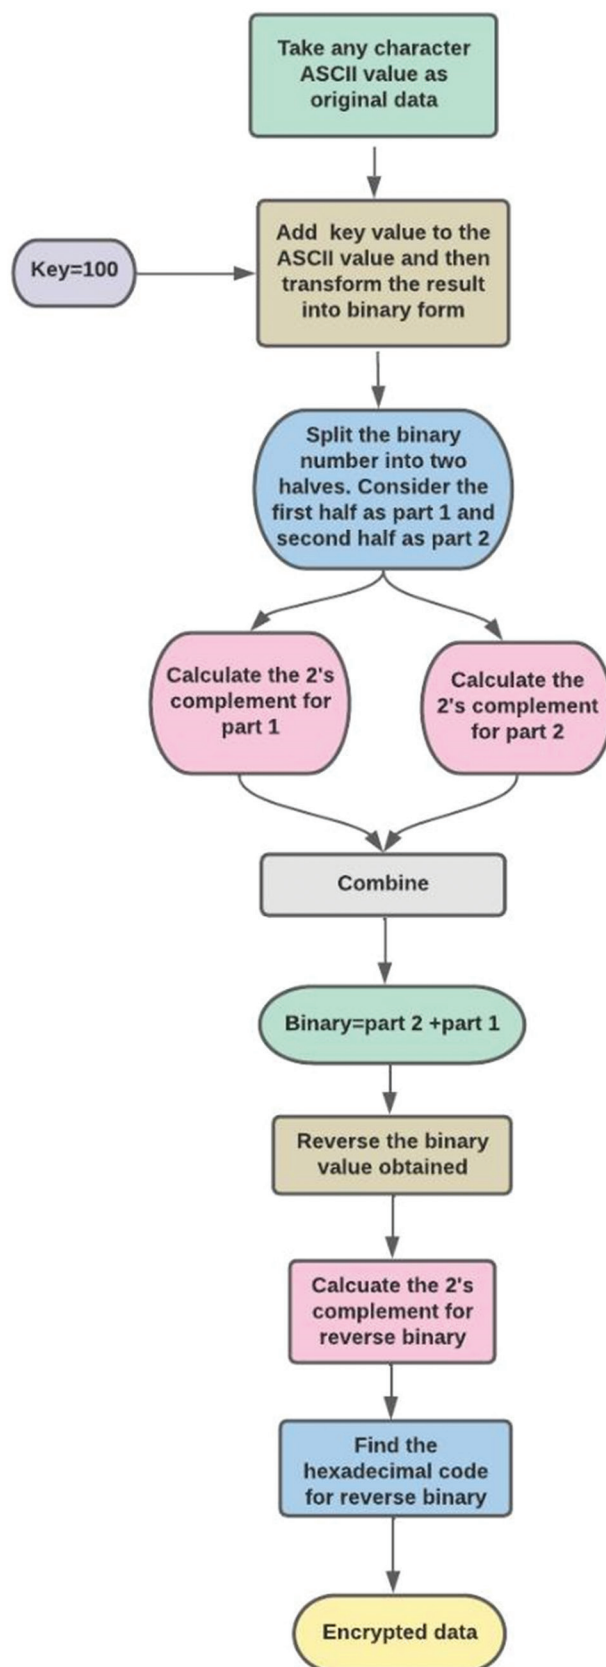 Take any character
ASCII value as
original data
Add key value to the
ASCII value and then
transform the result
into binary form
Key=100
Split the binary
number into two
halves. Consider the
first half as part 1 and
second half as part 2
Calculate the 2's
complement for
part 1
Calculate the
2's complement
for part 2
Combine
Binary=part 2 +part 1
Reverse the binary
value obtained
Calcuate the 2's
complement for
reverse binary
Find the
hexadecimal code
for reverse binary
Encrypted data